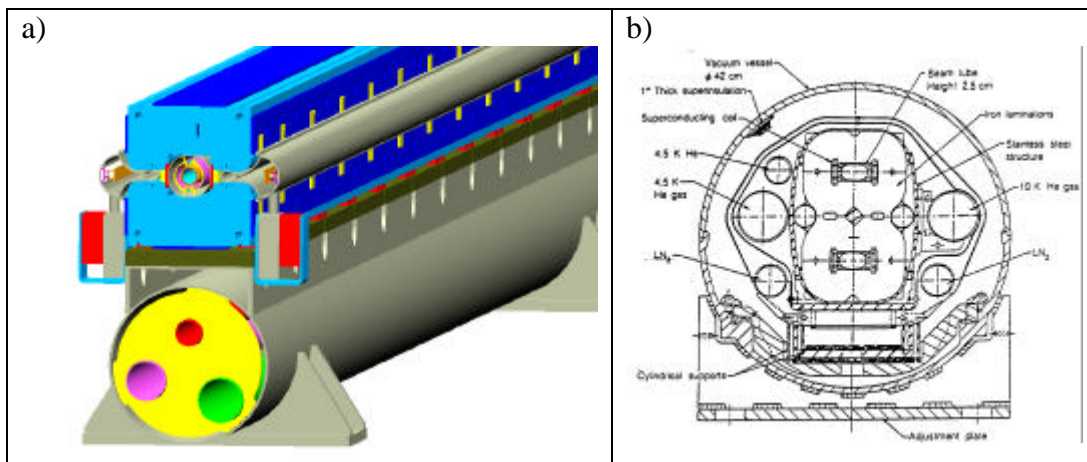 a)
b)
Vacuum vessel
ϕ 42 cm
1" Thick superinsulation
Superconducting coil
4.5 K He
4.5 K
He gas
LN2
Cylindrical supports
Beam tube
Height 2.5 cm
Iron laminations
Stainless steel
structure
10 K He gas
LN2
Adjustment plate